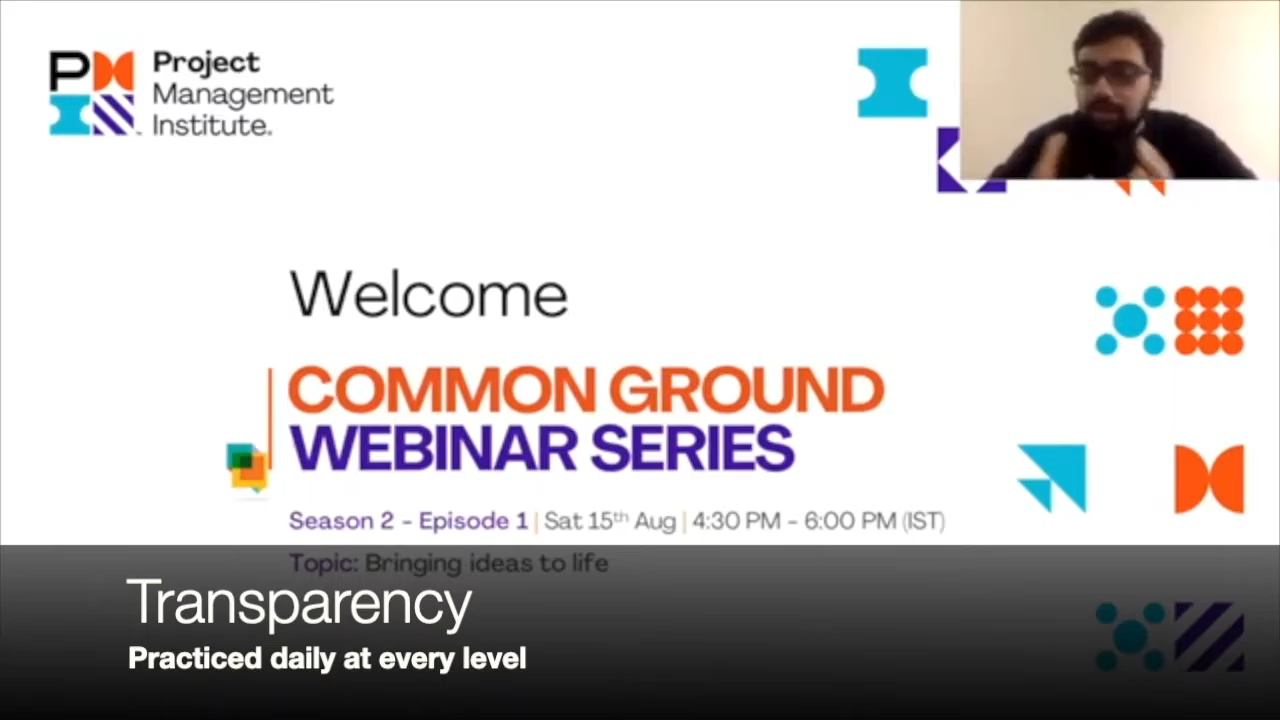 Project
Management
Institute.
Welcome
COMMON GROUND
WEBINAR SERIES
Season 2 - Episode 1 | Sat 15th Aug | 4:30 PM - 6:00 PM (IST)
Topic: Bringing ideas to life
Transparency
Practiced daily at every level